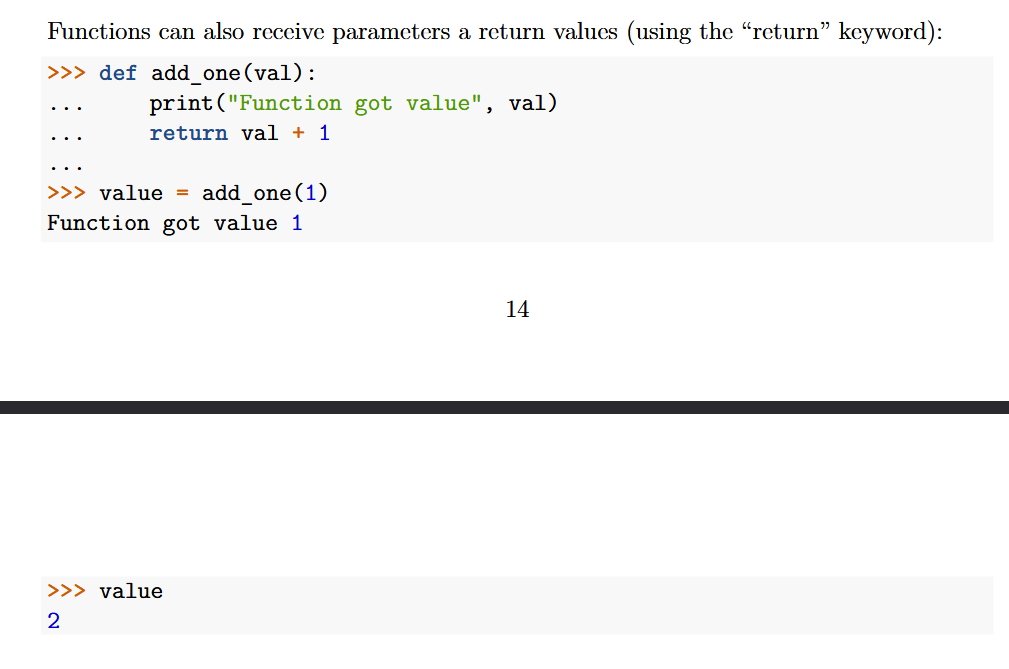 Functions can also receive parameters a return values (using the “return” keyword):
>>> def add_one(val):
...     print("Function got value", val)
...     return val + 1
...
>>> value = add_one(1)
Function got value 1
14
>>> value
2